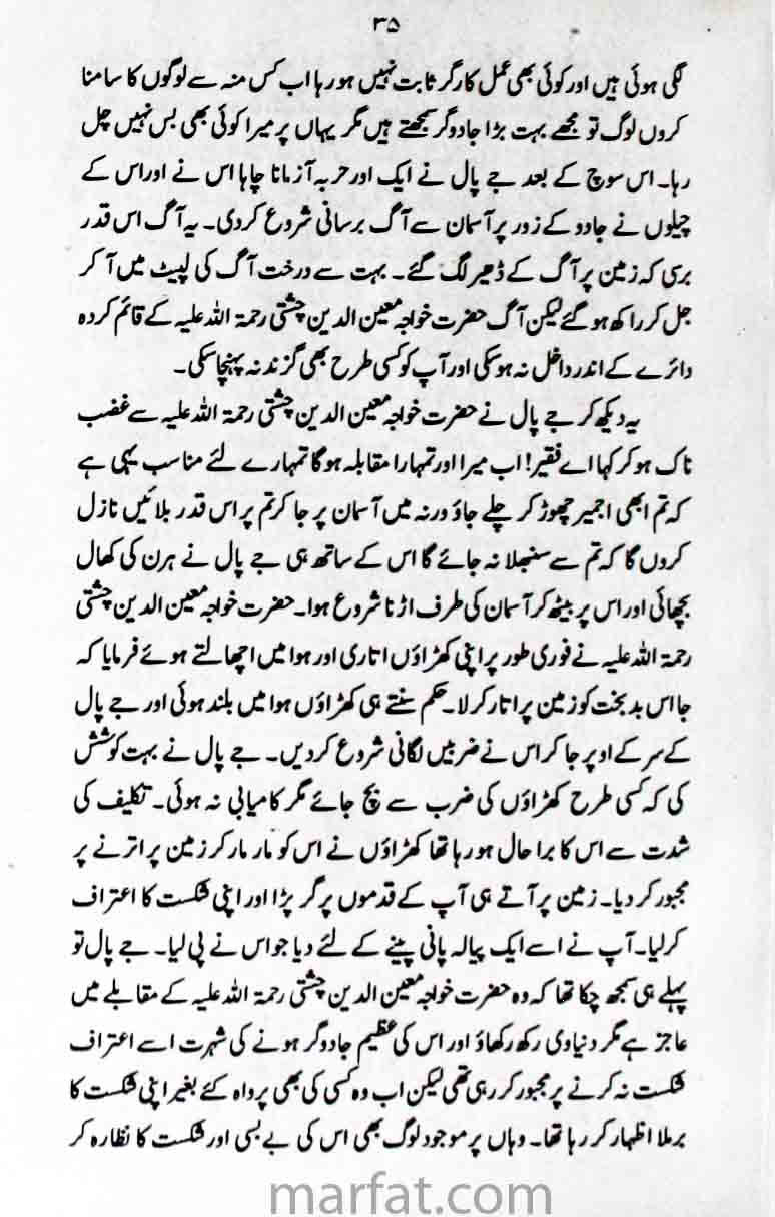 ۳۵
لگی ہوئی ہیں اور کوئی بھی عمل کارگر ثابت نہیں ہو رہا اب کس منہ سے لوگوں کا سامنا
کروں لوگ تو مجھے بہت بڑا جادوگر سمجھتے ہیں مگر یہاں پر میرا کوئی بھی بس نہیں چل
رہا۔ اس سوچ کے بعد جے پال نے ایک اور حربہ آزمانا چاہا اس نے اور اس کے
چیلوں نے جادو کے زور پر آسمان سے آگ برسانی شروع کر دی۔ یہ آگ اس قدر
برسی کہ زمین پر آگ کے ڈھیر لگ گئے۔ بہت سے درخت آگ کی لپیٹ میں آ کر
جل کر راکھ ہو گئے لیکن آگ حضرت خواجہ معین الدین چشتی رحمۃ اللہ علیہ کے قائم کردہ
دائرے کے اندر داخل نہ ہو سکی اور آپ کو کسی طرح بھی گزند نہ پہنچا سکی۔
یہ دیکھ کر جے پال نے حضرت خواجہ معین الدین چشتی رحمۃ اللہ علیہ سے غضب
ناک ہو کر کہا اے فقیر! اب میرا اور تمہارا مقابلہ ہو گا تمہارے لئے مناسب یہی ہے
کہ تم ابھی اجمیر چھوڑ کر چلے جاؤ ورنہ میں آسمان پر جا کر تم پر اس قدر بلائیں نازل
کروں گا کہ تم سے سنبھلا نہ جائے گا اس کے ساتھ ہی جے پال نے ہرن کی کھال
بچھائی اور اس پر بیٹھ کر آسمان کی طرف اڑنا شروع ہوا۔ حضرت خواجہ معین الدین چشتی
رحمۃ اللہ علیہ نے فوری طور پر اپنی کھڑاؤں اتاری اور ہوا میں اچھالتے ہوئے فرمایا کہ
جا اس بدبخت کو زمین پر اتار کر لا۔ حکم سنتے ہی کھڑاؤں ہوا میں بلند ہوئی اور جے پال
کے سر کے اوپر جا کر اس نے ضربیں لگانی شروع کر دیں۔ جے پال نے بہت کوشش
کی کہ کسی طرح کھڑاؤں کی ضرب سے بچ جائے مگر کامیابی نہ ہوئی۔ تکلیف کی
شدت سے اس کا برا حال ہو رہا تھا کھڑاؤں نے اس کو مار مار کر زمین پر اترنے پر
مجبور کر دیا۔ زمین پر آتے ہی آپ کے قدموں پر گر پڑا اور اپنی شکست کا اعتراف
کر لیا۔ آپ نے اسے ایک پیالہ پانی پینے کے لئے دیا جو اس نے پی لیا۔ جے پال تو
پہلے ہی سمجھ چکا تھا کہ وہ حضرت خواجہ معین الدین چشتی رحمۃ اللہ علیہ کے مقابلے میں
عاجز ہے مگر دنیاوی رکھ رکھاؤ اور اس کی عظیم جادوگر ہونے کی شہرت اسے اعتراف
شکست نہ کرنے پر مجبور کر رہی تھی لیکن اب وہ کسی کی بھی پرواہ کئے بغیر اپنی شکست کا
برملا اظہار کر رہا تھا۔ وہاں پر موجود لوگ بھی اس کی بے بسی اور شکست کا نظارہ کر
marfat.com